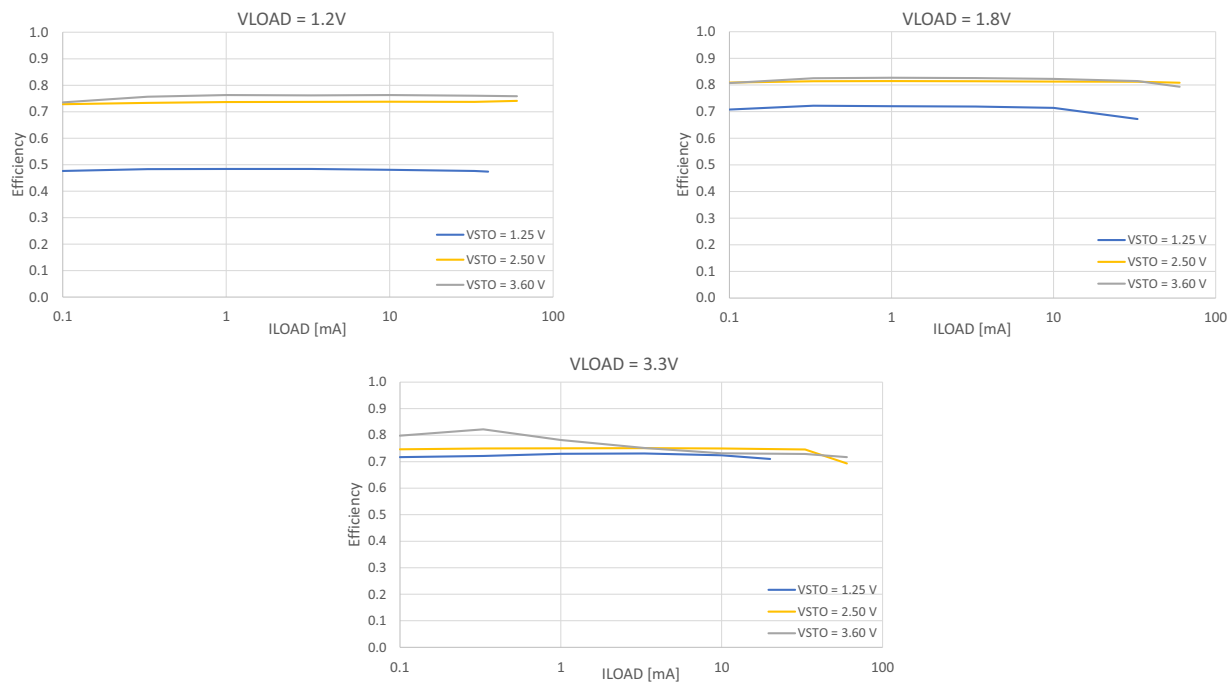 VLOAD = 1.2V
1.0
0.9
0.8
0.7
0.6
0.5
0.4
0.3
0.2
0.1
0.0
Efficiency
VSTO = 1.25 V
VSTO = 2.50 V
VSTO = 3.60 V
0.1 1 10 100
ILOAD [mA]
VLOAD = 1.8V
1.0
0.9
0.8
0.7
0.6
0.5
0.4
0.3
0.2
0.1
0.0
Efficiency
VSTO = 1.25 V
VSTO = 2.50 V
VSTO = 3.60 V
0.1 1 10 100
ILOAD [mA]
VLOAD = 3.3V
1.0
0.9
0.8
0.7
0.6
0.5
0.4
0.3
0.2
0.1
0.0
Efficiency
VSTO = 1.25 V
VSTO = 2.50 V
VSTO = 3.60 V
0.1 1 10 100
ILOAD [mA]